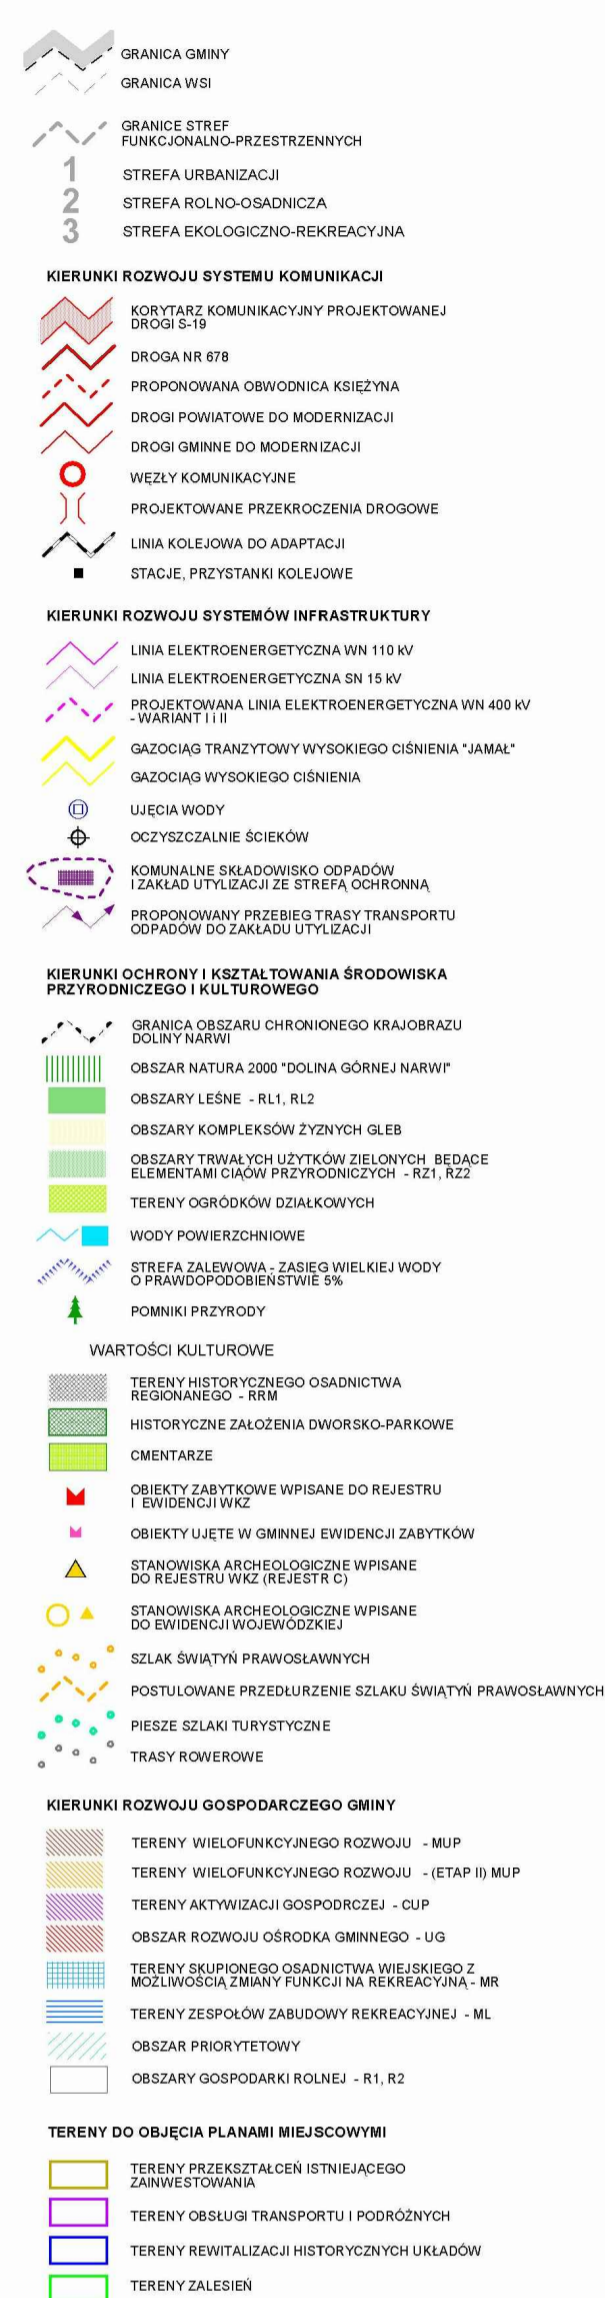 GRANICA GMINY
GRANICA WSI
GRANICE STREF
FUNKCJONALNO-PRZESTRZENNYCH
1 STREFA URBANIZACJI
2 STREFA ROLNO-OSADNICZA
3 STREFA EKOLOGICZNO-REKREACYJNA
KIERUNKI ROZWOJU SYSTEMU KOMUNIKACJI
KORYTARZ KOMUNIKACYJNY PROJEKTOWANEJ
DROGI S-19
DROGA NR 678
PROPONOWANA OBWODNICA KSIĘŻYNA
DROGI POWIATOWE DO MODERNIZACJI
DROGI GMINNE DO MODERNIZACJI
WĘZŁY KOMUNIKACYJNE
PROJEKTOWANE PRZEKROCZENIA DROGOWE
LINIA KOLEJOWA DO ADAPTACJI
STACJE, PRZYSTANKI KOLEJOWE
KIERUNKI ROZWOJU SYSTEMÓW INFRASTRUKTURY
LINIA ELEKTROENERGETYCZNA WN 110 kV
LINIA ELEKTROENERGETYCZNA SN 15 kV
PROJEKTOWANA LINIA ELEKTROENERGETYCZNA WN 400 kV
- WARIANT I i II
GAZOCIĄG TRANZYTOWY WYSOKIEGO CIŚNIENIA "JAMAŁ"
GAZOCIĄG WYSOKIEGO CIŚNIENIA
UJĘCIA WODY
OCZYSZCZALNIE ŚCIEKÓW
KOMUNALNE SKŁADOWISKO ODPADÓW
I ZAKŁAD UTYLIZACJI ZE STREFĄ OCHRONNĄ
PROPONOWANY PRZEBIEG TRASY TRANSPORTU
ODPADÓW DO ZAKŁADU UTYLIZACJI
KIERUNKI OCHRONY I KSZTAŁTOWANIA ŚRODOWISKA
PRZYRODNICZEGO I KULTUROWEGO
GRANICA OBSZARU CHRONIONEGO KRAJOBRAZU
DOLINY NARWI
OBSZAR NATURA 2000 "DOLINA GÓRNEJ NARWI"
OBSZARY LEŚNE - RL1, RL2
OBSZARY KOMPLEKSÓW ŻYZNYCH GLEB
OBSZARY TRWAŁYCH UŻYTKÓW ZIELONYCH BĘDĄCE
ELEMENTAMI CIĄÓW PRZYRODNICZYCH - RZ1, RZ2
TERENY OGRÓDKÓW DZIAŁKOWYCH
WODY POWIERZCHNIOWE
STREFA ZALEWOWA - ZASIĘG WIELKIEJ WODY
O PRAWDOPODOBIEŃSTWIE 5%
POMNIKI PRZYRODY
WARTOŚCI KULTUROWE
TERENY HISTORYCZNEGO OSADNICTWA
REGIONANEGO - RRM
HISTORYCZNE ZAŁOŻENIA DWORSKO-PARKOWE
CMENTARZE
OBIEKTY ZABYTKOWE WPISANE DO REJESTRU
I EWIDENCJI WKZ
OBIEKTY UJĘTE W GMINNEJ EWIDENCJI ZABYTKÓW
STANOWISKA ARCHEOLOGICZNE WPISANE
DO REJESTRU WKZ (REJESTR C)
STANOWISKA ARCHEOLOGICZNE WPISANE
DO EWIDENCJI WOJEWÓDZKIEJ
SZLAK ŚWIĄTYŃ PRAWOSŁAWNYCH
POSTULOWANE PRZEDŁURZENIE SZLAKU ŚWIĄTYŃ PRAWOSŁAWNYCH
PIESZE SZLAKI TURYSTYCZNE
TRASY ROWEROWE
KIERUNKI ROZWOJU GOSPODARCZEGO GMINY
TERENY WIELOFUNKCYJNEGO ROZWOJU - MUP
TERENY WIELOFUNKCYJNEGO ROZWOJU - (ETAP II) MUP
TERENY AKTYWIZACJI GOSPODRCZEJ - CUP
OBSZAR ROZWOJU OŚRODKA GMINNEGO - UG
TERENY SKUPIONEGO OSADNICTWA WIEJSKIEGO Z
MOŻLIWOŚCIĄ ZMIANY FUNKCJI NA REKREACYJNĄ - MR
TERENY ZESPOŁÓW ZABUDOWY REKREACYJNEJ - ML
OBSZAR PRIORYTETOWY
OBSZARY GOSPODARKI ROLNEJ - R1, R2
TERENY DO OBJĘCIA PLANAMI MIEJSCOWYMI
TERENY PRZEKSZTAŁCEŃ ISTNIEJĄCEGO
ZAINWESTOWANIA
TERENY OBSŁUGI TRANSPORTU I PODRÓŻNYCH
TERENY REWITALIZACJI HISTORYCZNYCH UKŁADÓW
TERENY ZALESIEŃ